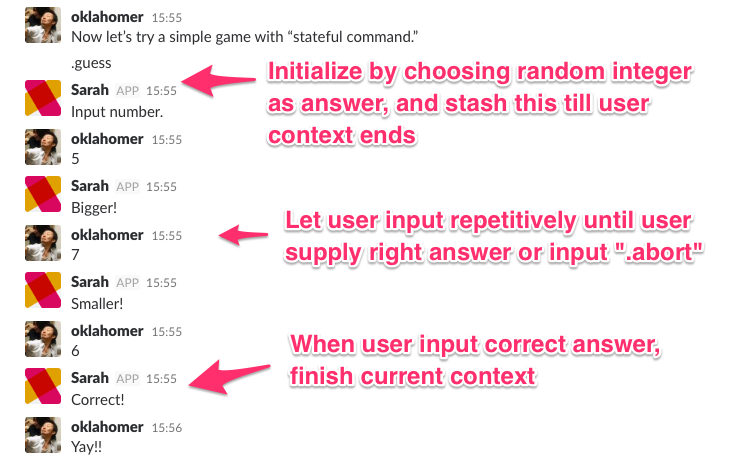 oklahomer 15:55
Now let's try a simple game with “stateful command.”
.guess
Sarah APP 15:55
Input number.
Initialize by choosing random integer
as answer, and stash this till user
context ends
oklahomer 15:55
5
Sarah APP 15:55
Bigger!
oklahomer 15:55
7
Let user input repetitively until user
supply right answer or input ".abort"
Sarah APP 15:55
Smaller!
oklahomer 15:55
6
Sarah APP 15:55
Correct!
When user input correct answer,
finish current context
oklahomer 15:56
Yay!!